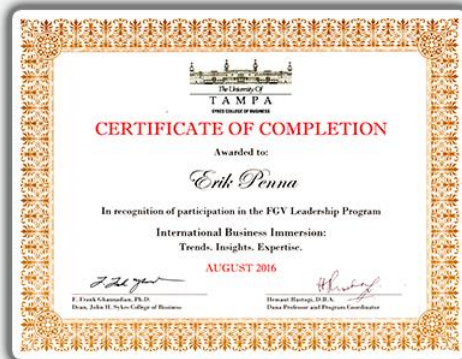 The University Of
TAMPA
SYKES COLLEGE OF BUSINESS
CERTIFICATE OF COMPLETION
Awarded to:
Erik Penna
In recognition of participation in the FGV Leadership Program
International Business Immersion:
Trends. Insights. Expertise.
AUGUST 2016
F. Frank Ghannadian, Ph.D.
Dean, John H. Sykes College of Business
Hemant Rustogi, D.B.A.
Dana Professor and Program Coordinator